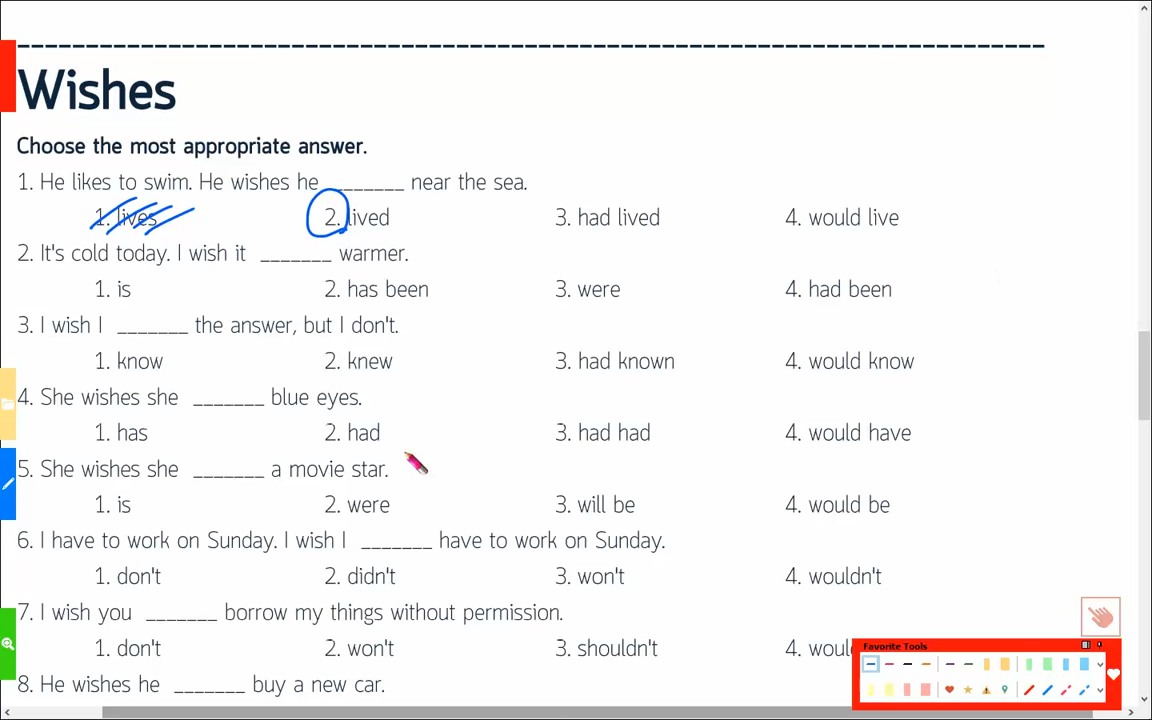 Wishes
Choose the most appropriate answer.
1. He likes to swim. He wishes he _______ near the sea.
1. lives 2. lived 3. had lived 4. would live
2. It's cold today. I wish it _______ warmer.
1. is 2. has been 3. were 4. had been
3. I wish I _______ the answer, but I don't.
1. know 2. knew 3. had known 4. would know
4. She wishes she _______ blue eyes.
1. has 2. had 3. had had 4. would have
5. She wishes she _______ a movie star.
1. is 2. were 3. will be 4. would be
6. I have to work on Sunday. I wish I _______ have to work on Sunday.
1. don't 2. didn't 3. won't 4. wouldn't
7. I wish you _______ borrow my things without permission.
1. don't 2. won't 3. shouldn't 4.
Favorite Tools
8. He wishes he _______ buy a new car.